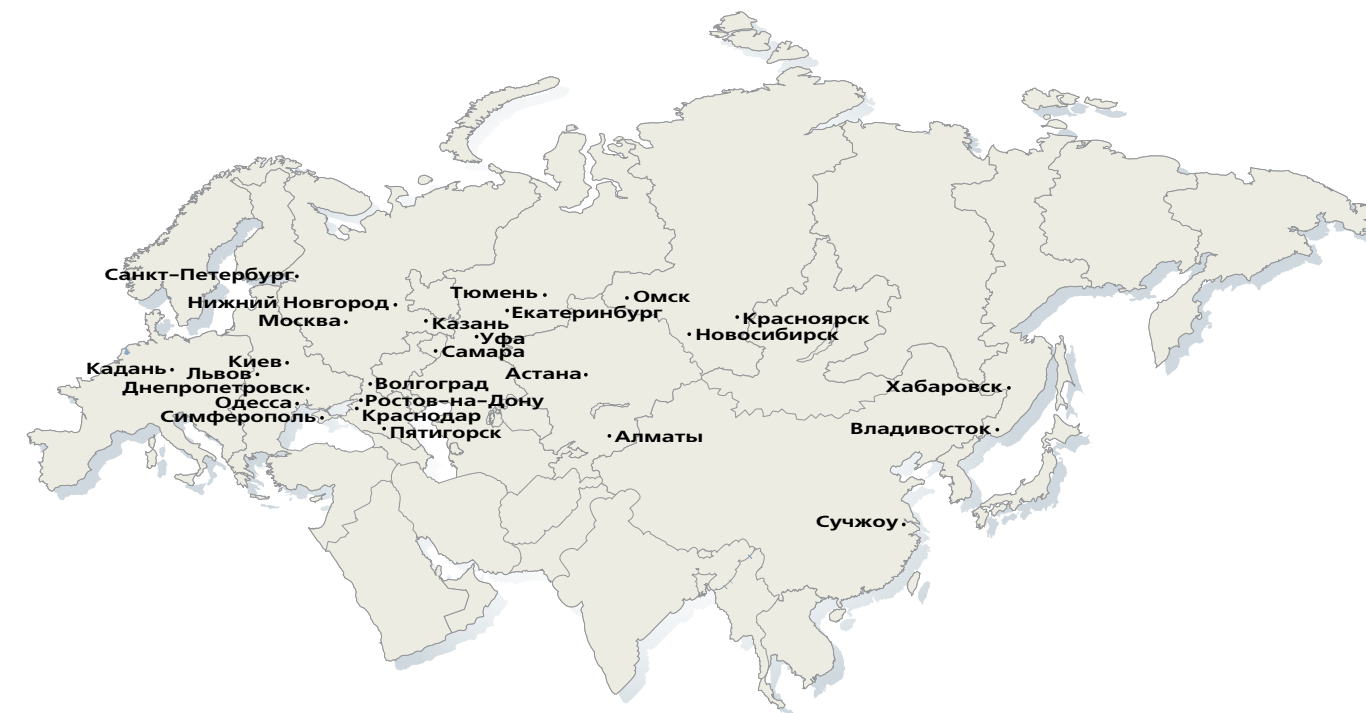 Санкт-Петербург
Тюмень
Омск
Нижний Новгород
Екатеринбург
Москва
Казань
Красноярск
Уфа
Новосибирск
Самара
Киев
Кадань
Львов
Астана
Волгоград
Днепропетровск
Хабаровск
Одесса
Ростов-на-Дону
Симферополь
Краснодар
Владивосток
Пятигорск
Алматы
Сучжоу